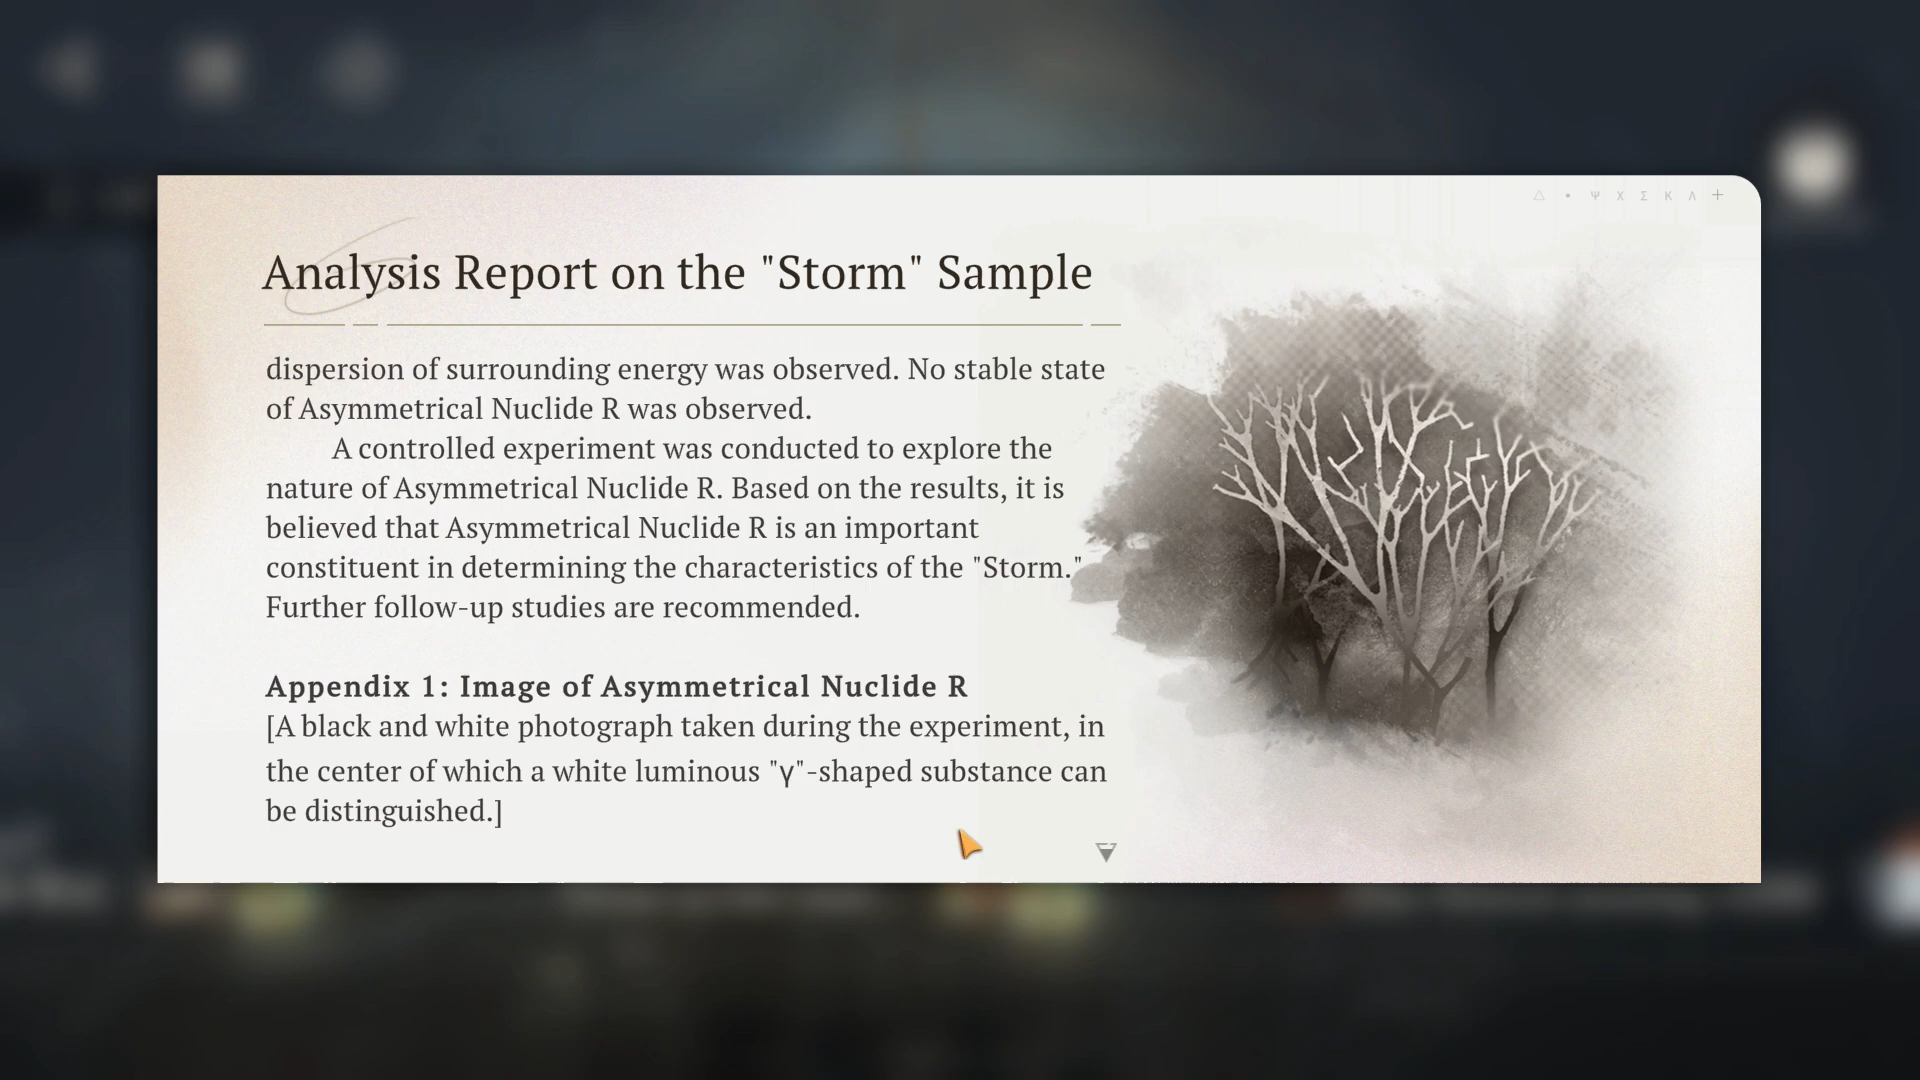 △ • Ψ X Σ K Λ +
Analysis Report on the "Storm" Sample
dispersion of surrounding energy was observed. No stable state
of Asymmetrical Nuclide R was observed.
A controlled experiment was conducted to explore the
nature of Asymmetrical Nuclide R. Based on the results, it is
believed that Asymmetrical Nuclide R is an important
constituent in determining the characteristics of the "Storm."
Further follow-up studies are recommended.
Appendix 1: Image of Asymmetrical Nuclide R
[A black and white photograph taken during the experiment, in
the center of which a white luminous "γ"-shaped substance can
be distinguished.]